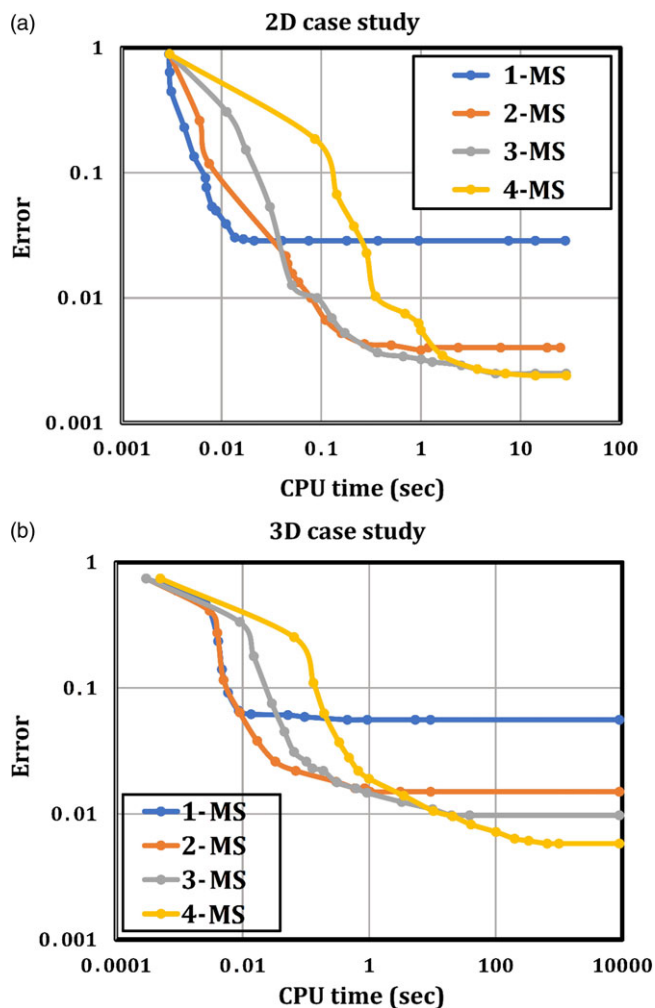 (a)
2D case study
1
0.1
0.01
0.001
Error
1-MS
2-MS
3-MS
4-MS
0.001 0.01 0.1 1 10 100
CPU time (sec)
(b)
3D case study
1
0.1
0.01
0.001
Error
1-MS
2-MS
3-MS
4-MS
0.0001 0.01 1 100 10000
CPU time (sec)